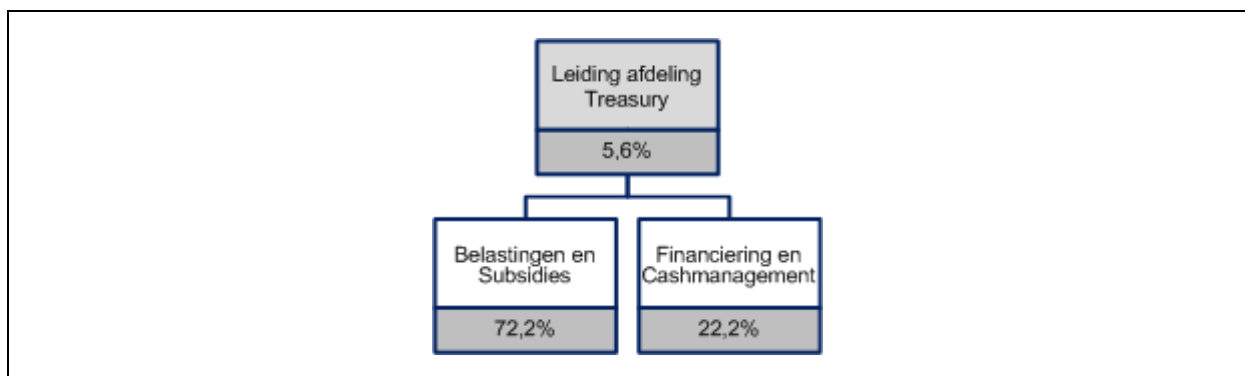 Leiding afdeling
Treasury
5,6%
Belastingen en
Subsidies
72,2%
Financiering en
Cashmanagement
22,2%